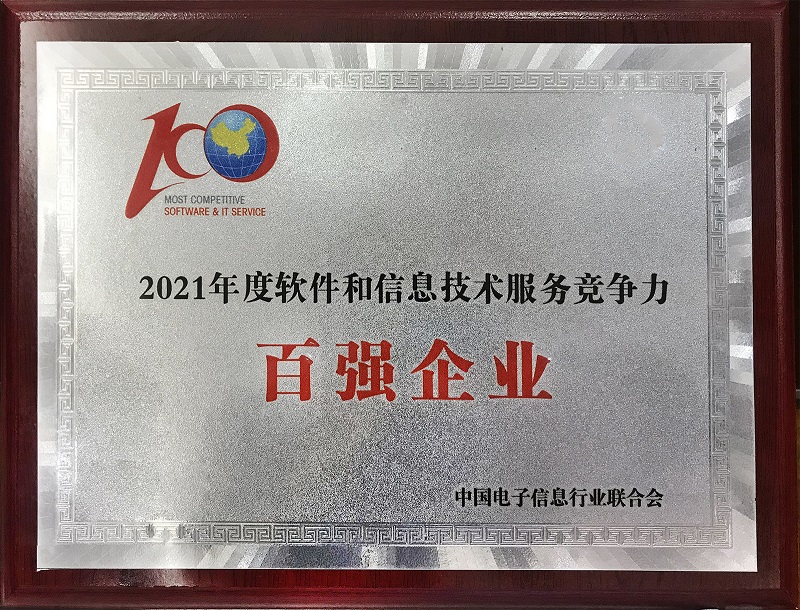 100
MOST COMPETITIVE
SOFTWARE & IT SERVICE
2021年度软件和信息技术服务竞争力
百强企业
中国电子信息行业联合会